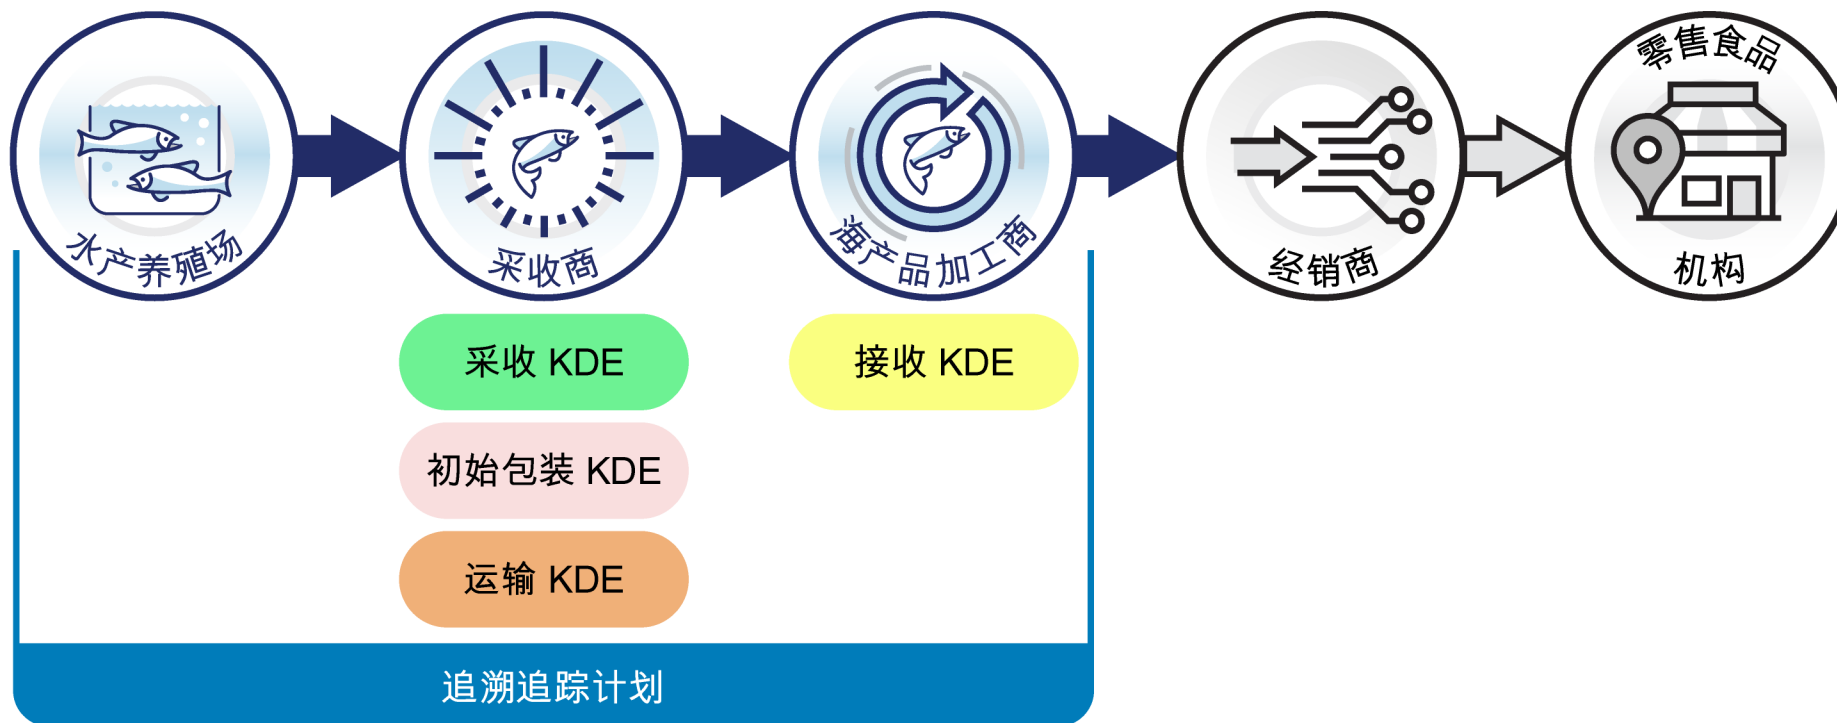 水产养殖场
采收商
海产品加工商
经销商
零售食品
机构
采收 KDE
接收 KDE
初始包装 KDE
运输 KDE
追溯追踪计划